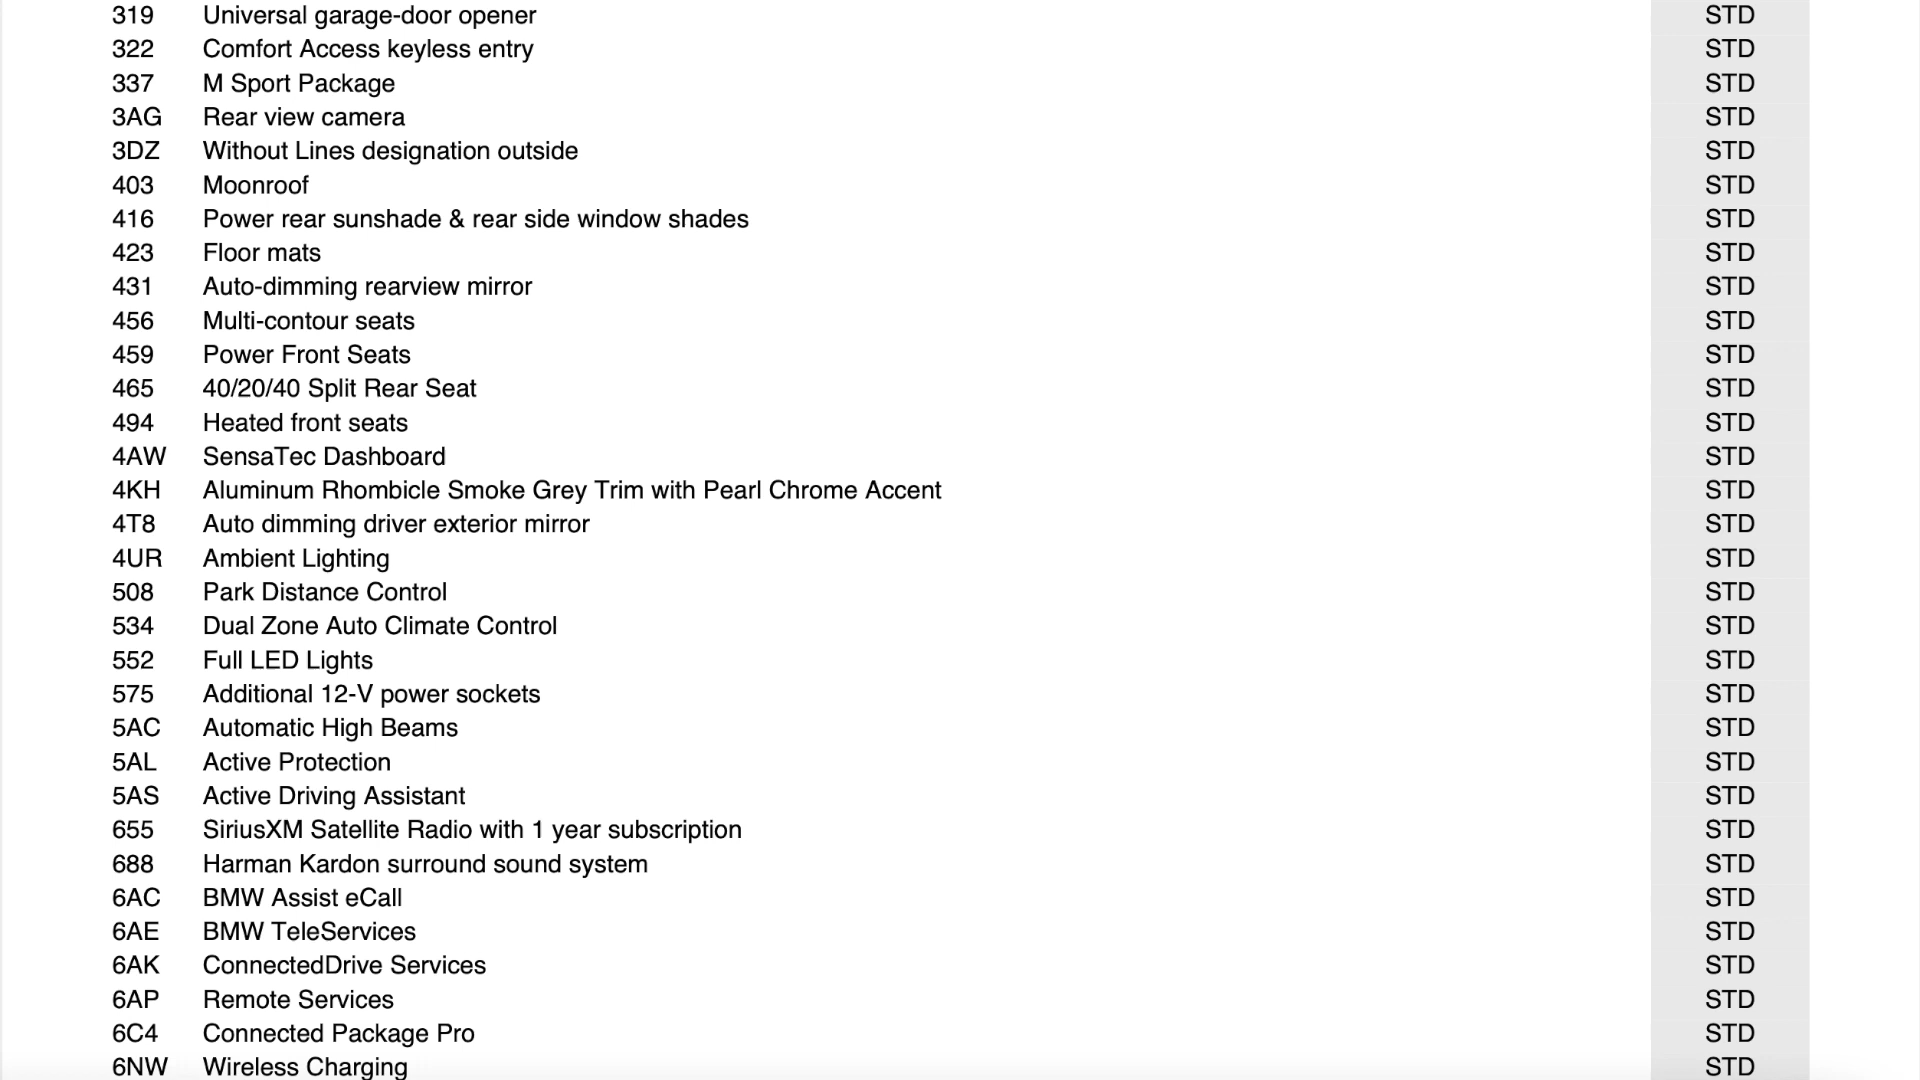 319 Universal garage-door opener STD
322 Comfort Access keyless entry STD
337 M Sport Package STD
3AG Rear view camera STD
3DZ Without Lines designation outside STD
403 Moonroof STD
416 Power rear sunshade & rear side window shades STD
423 Floor mats STD
431 Auto-dimming rearview mirror STD
456 Multi-contour seats STD
459 Power Front Seats STD
465 40/20/40 Split Rear Seat STD
494 Heated front seats STD
4AW SensaTec Dashboard STD
4KH Aluminum Rhombicle Smoke Grey Trim with Pearl Chrome Accent STD
4T8 Auto dimming driver exterior mirror STD
4UR Ambient Lighting STD
508 Park Distance Control STD
534 Dual Zone Auto Climate Control STD
552 Full LED Lights STD
575 Additional 12-V power sockets STD
5AC Automatic High Beams STD
5AL Active Protection STD
5AS Active Driving Assistant STD
655 SiriusXM Satellite Radio with 1 year subscription STD
688 Harman Kardon surround sound system STD
6AC BMW Assist eCall STD
6AE BMW TeleServices STD
6AK ConnectedDrive Services STD
6AP Remote Services STD
6C4 Connected Package Pro STD
6NW Wireless Charging STD